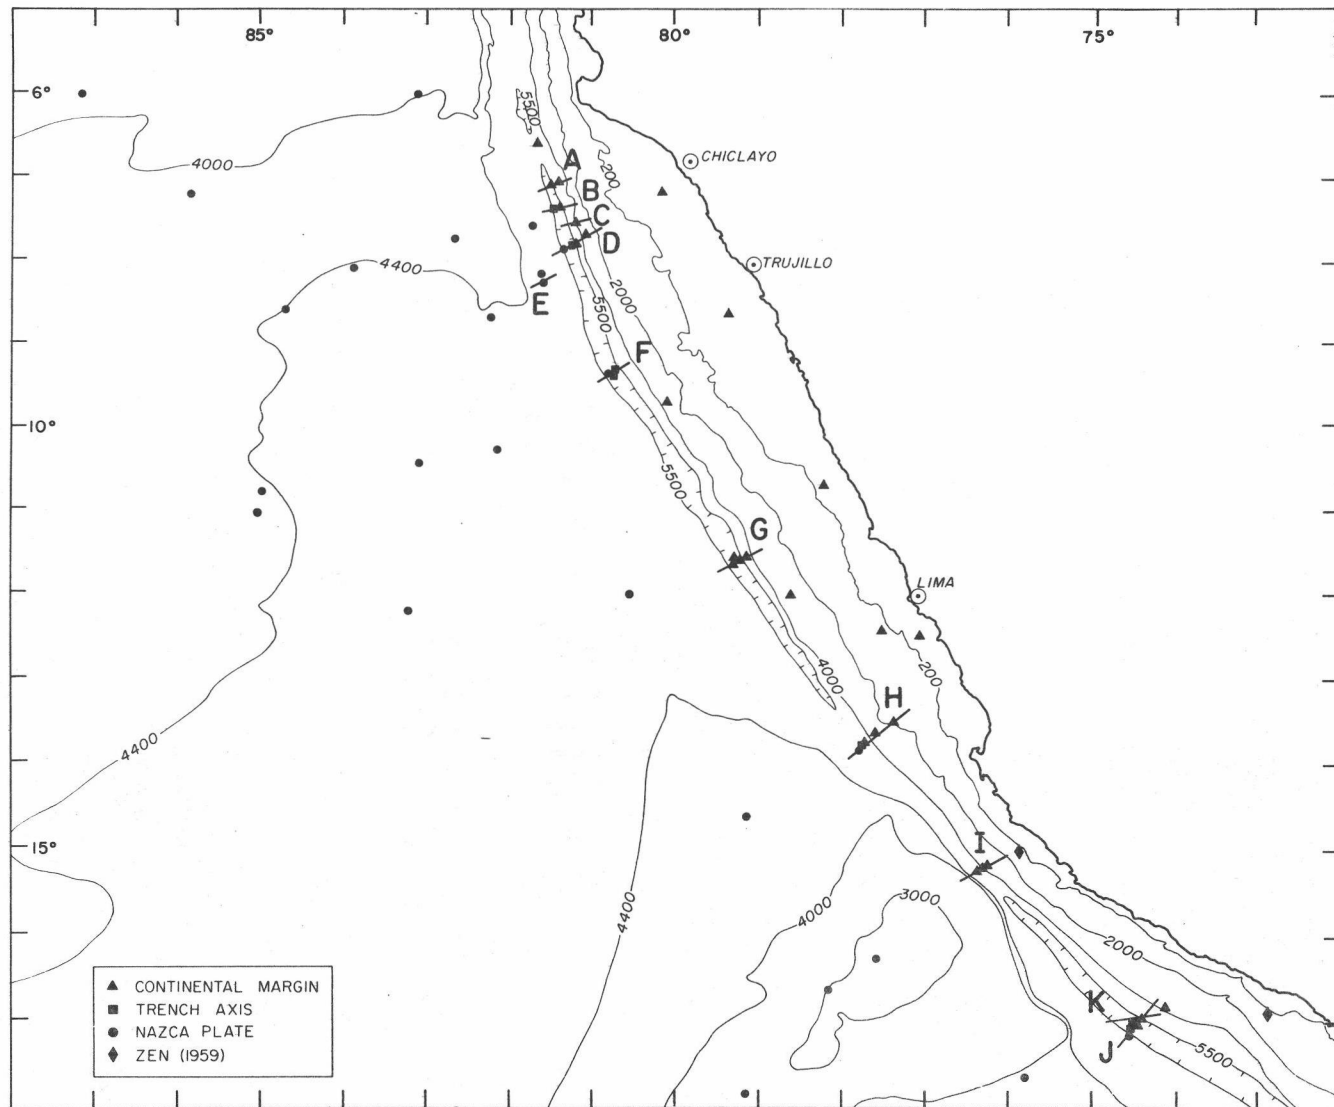 85° 80° 75°
6°
5500
A
CHICLAYO
4000
200
B
C
D
TRUJILLO
4400
E
2000
5500
F
10°
5500
G
LIMA
4000
200
H
4400
15°
I
3000
4000
4400
2000
K
J
5500
CONTINENTAL MARGIN
TRENCH AXIS
NAZCA PLATE
ZEN (1959)